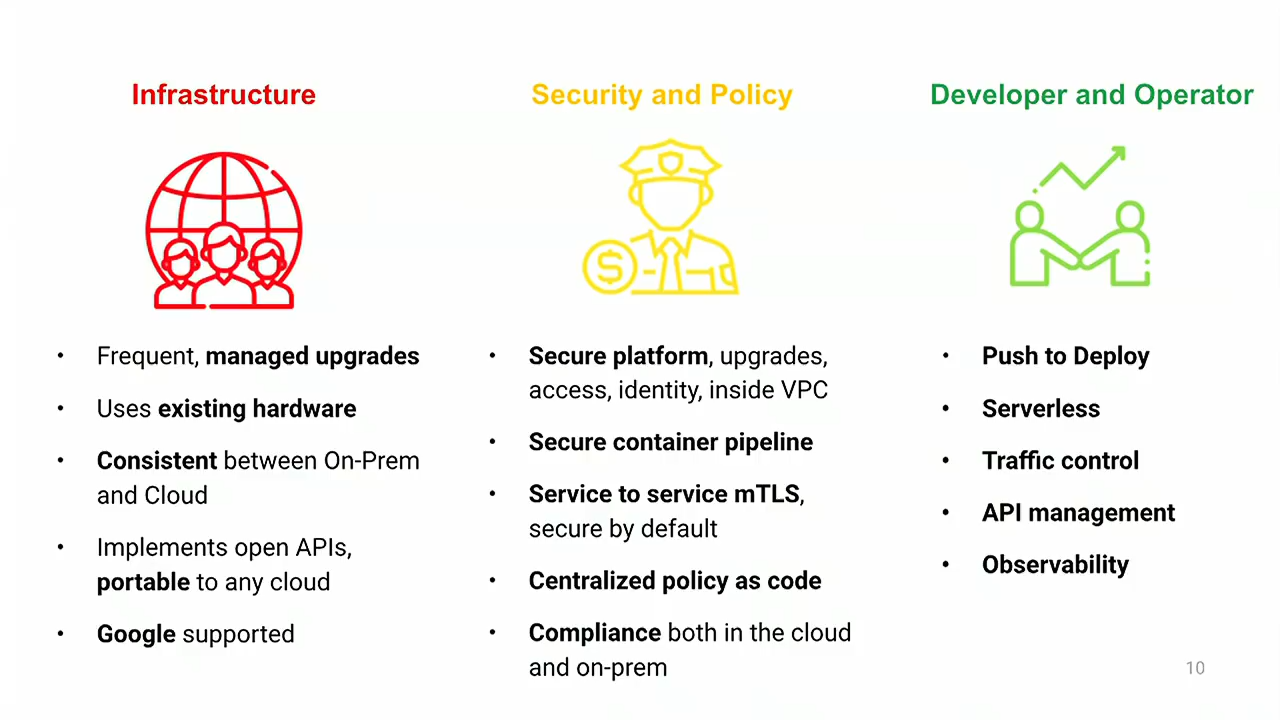 Infrastructure
• Frequent, managed upgrades
• Uses existing hardware
• Consistent between On-Prem
and Cloud
• Implements open APIs,
portable to any cloud
• Google supported
Security and Policy
$
• Secure platform, upgrades,
access, identity, inside VPC
• Secure container pipeline
• Service to service mTLS,
secure by default
• Centralized policy as code
• Compliance both in the cloud
and on-prem
Developer and Operator
• Push to Deploy
• Serverless
• Traffic control
• API management
• Observability
10